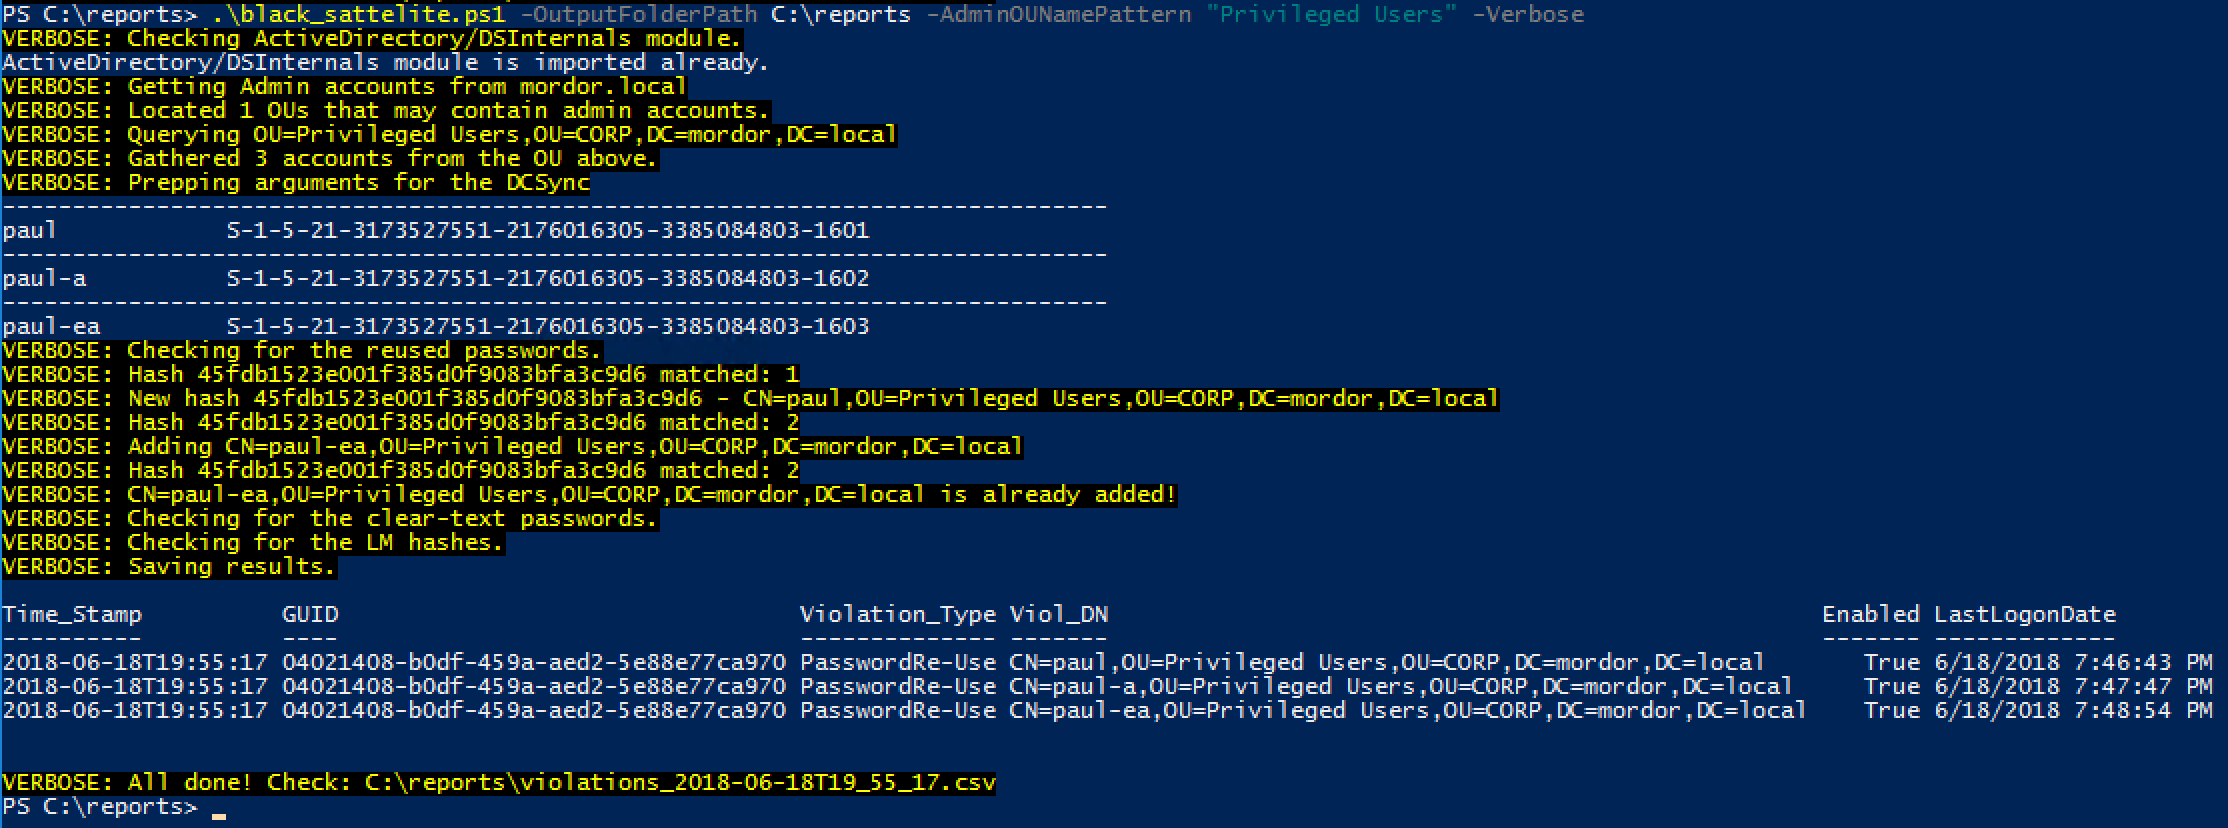 PS C:\reports> .\black_sattelite.ps1 -OutputFolderPath C:\reports -AdminOUNamePattern "Privileged Users" -Verbose
VERBOSE: Checking ActiveDirectory/DSInternals module.
ActiveDirectory/DSInternals module is imported already.
VERBOSE: Getting Admin accounts from mordor.local
VERBOSE: Located 1 OUs that may contain admin accounts.
VERBOSE: Querying OU=Privileged Users,OU=CORP,DC=mordor,DC=local
VERBOSE: Gathered 3 accounts from the OU above.
VERBOSE: Prepping arguments for the DCSync
-------------------------------------------------------------------------------
paul            S-1-5-21-3173527551-2176016305-3385084803-1601
-------------------------------------------------------------------------------
paul-a          S-1-5-21-3173527551-2176016305-3385084803-1602
-------------------------------------------------------------------------------
paul-ea         S-1-5-21-3173527551-2176016305-3385084803-1603
VERBOSE: Checking for the reused passwords.
VERBOSE: Hash 45fdb1523e001f385d0f9083bfa3c9d6 matched: 1
VERBOSE: New hash 45fdb1523e001f385d0f9083bfa3c9d6 - CN=paul,OU=Privileged Users,OU=CORP,DC=mordor,DC=local
VERBOSE: Hash 45fdb1523e001f385d0f9083bfa3c9d6 matched: 2
VERBOSE: Adding CN=paul-ea,OU=Privileged Users,OU=CORP,DC=mordor,DC=local
VERBOSE: Hash 45fdb1523e001f385d0f9083bfa3c9d6 matched: 2
VERBOSE: CN=paul-ea,OU=Privileged Users,OU=CORP,DC=mordor,DC=local is already added!
VERBOSE: Checking for the clear-text passwords.
VERBOSE: Checking for the LM hashes.
VERBOSE: Saving results.
Time_Stamp          GUID                                 Violation_Type Viol_DN                                                   Enabled LastLogonDate
----------          ----                                 -------------- -------                                                   ------- -------------
2018-06-18T19:55:17 04021408-b0df-459a-aed2-5e88e77ca970 PasswordRe-Use CN=paul,OU=Privileged Users,OU=CORP,DC=mordor,DC=local       True 6/18/2018 7:46:43 PM
2018-06-18T19:55:17 04021408-b0df-459a-aed2-5e88e77ca970 PasswordRe-Use CN=paul-a,OU=Privileged Users,OU=CORP,DC=mordor,DC=local     True 6/18/2018 7:47:47 PM
2018-06-18T19:55:17 04021408-b0df-459a-aed2-5e88e77ca970 PasswordRe-Use CN=paul-ea,OU=Privileged Users,OU=CORP,DC=mordor,DC=local    True 6/18/2018 7:48:54 PM
VERBOSE: All done! Check: C:\reports\violations_2018-06-18T19_55_17.csv
PS C:\reports> _